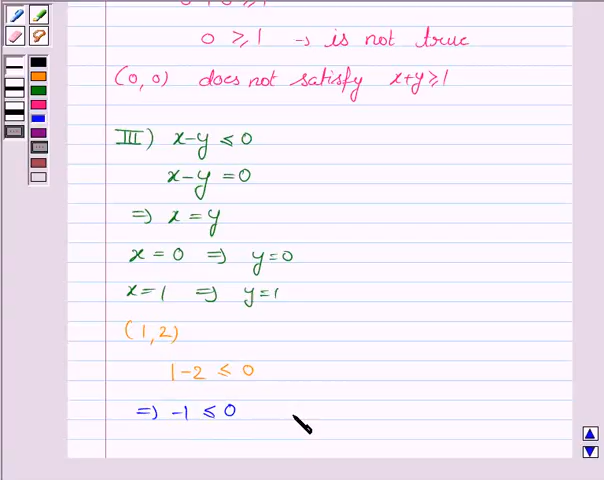 0 ≥ 1 → is not true
(0, 0) does not satisfy x+y ≥ 1
III) x-y ≤ 0
x-y = 0
⇒ x = y
x = 0 ⇒ y = 0
x = 1 ⇒ y = 1
(1, 2)
1-2 ≤ 0
⇒ -1 ≤ 0